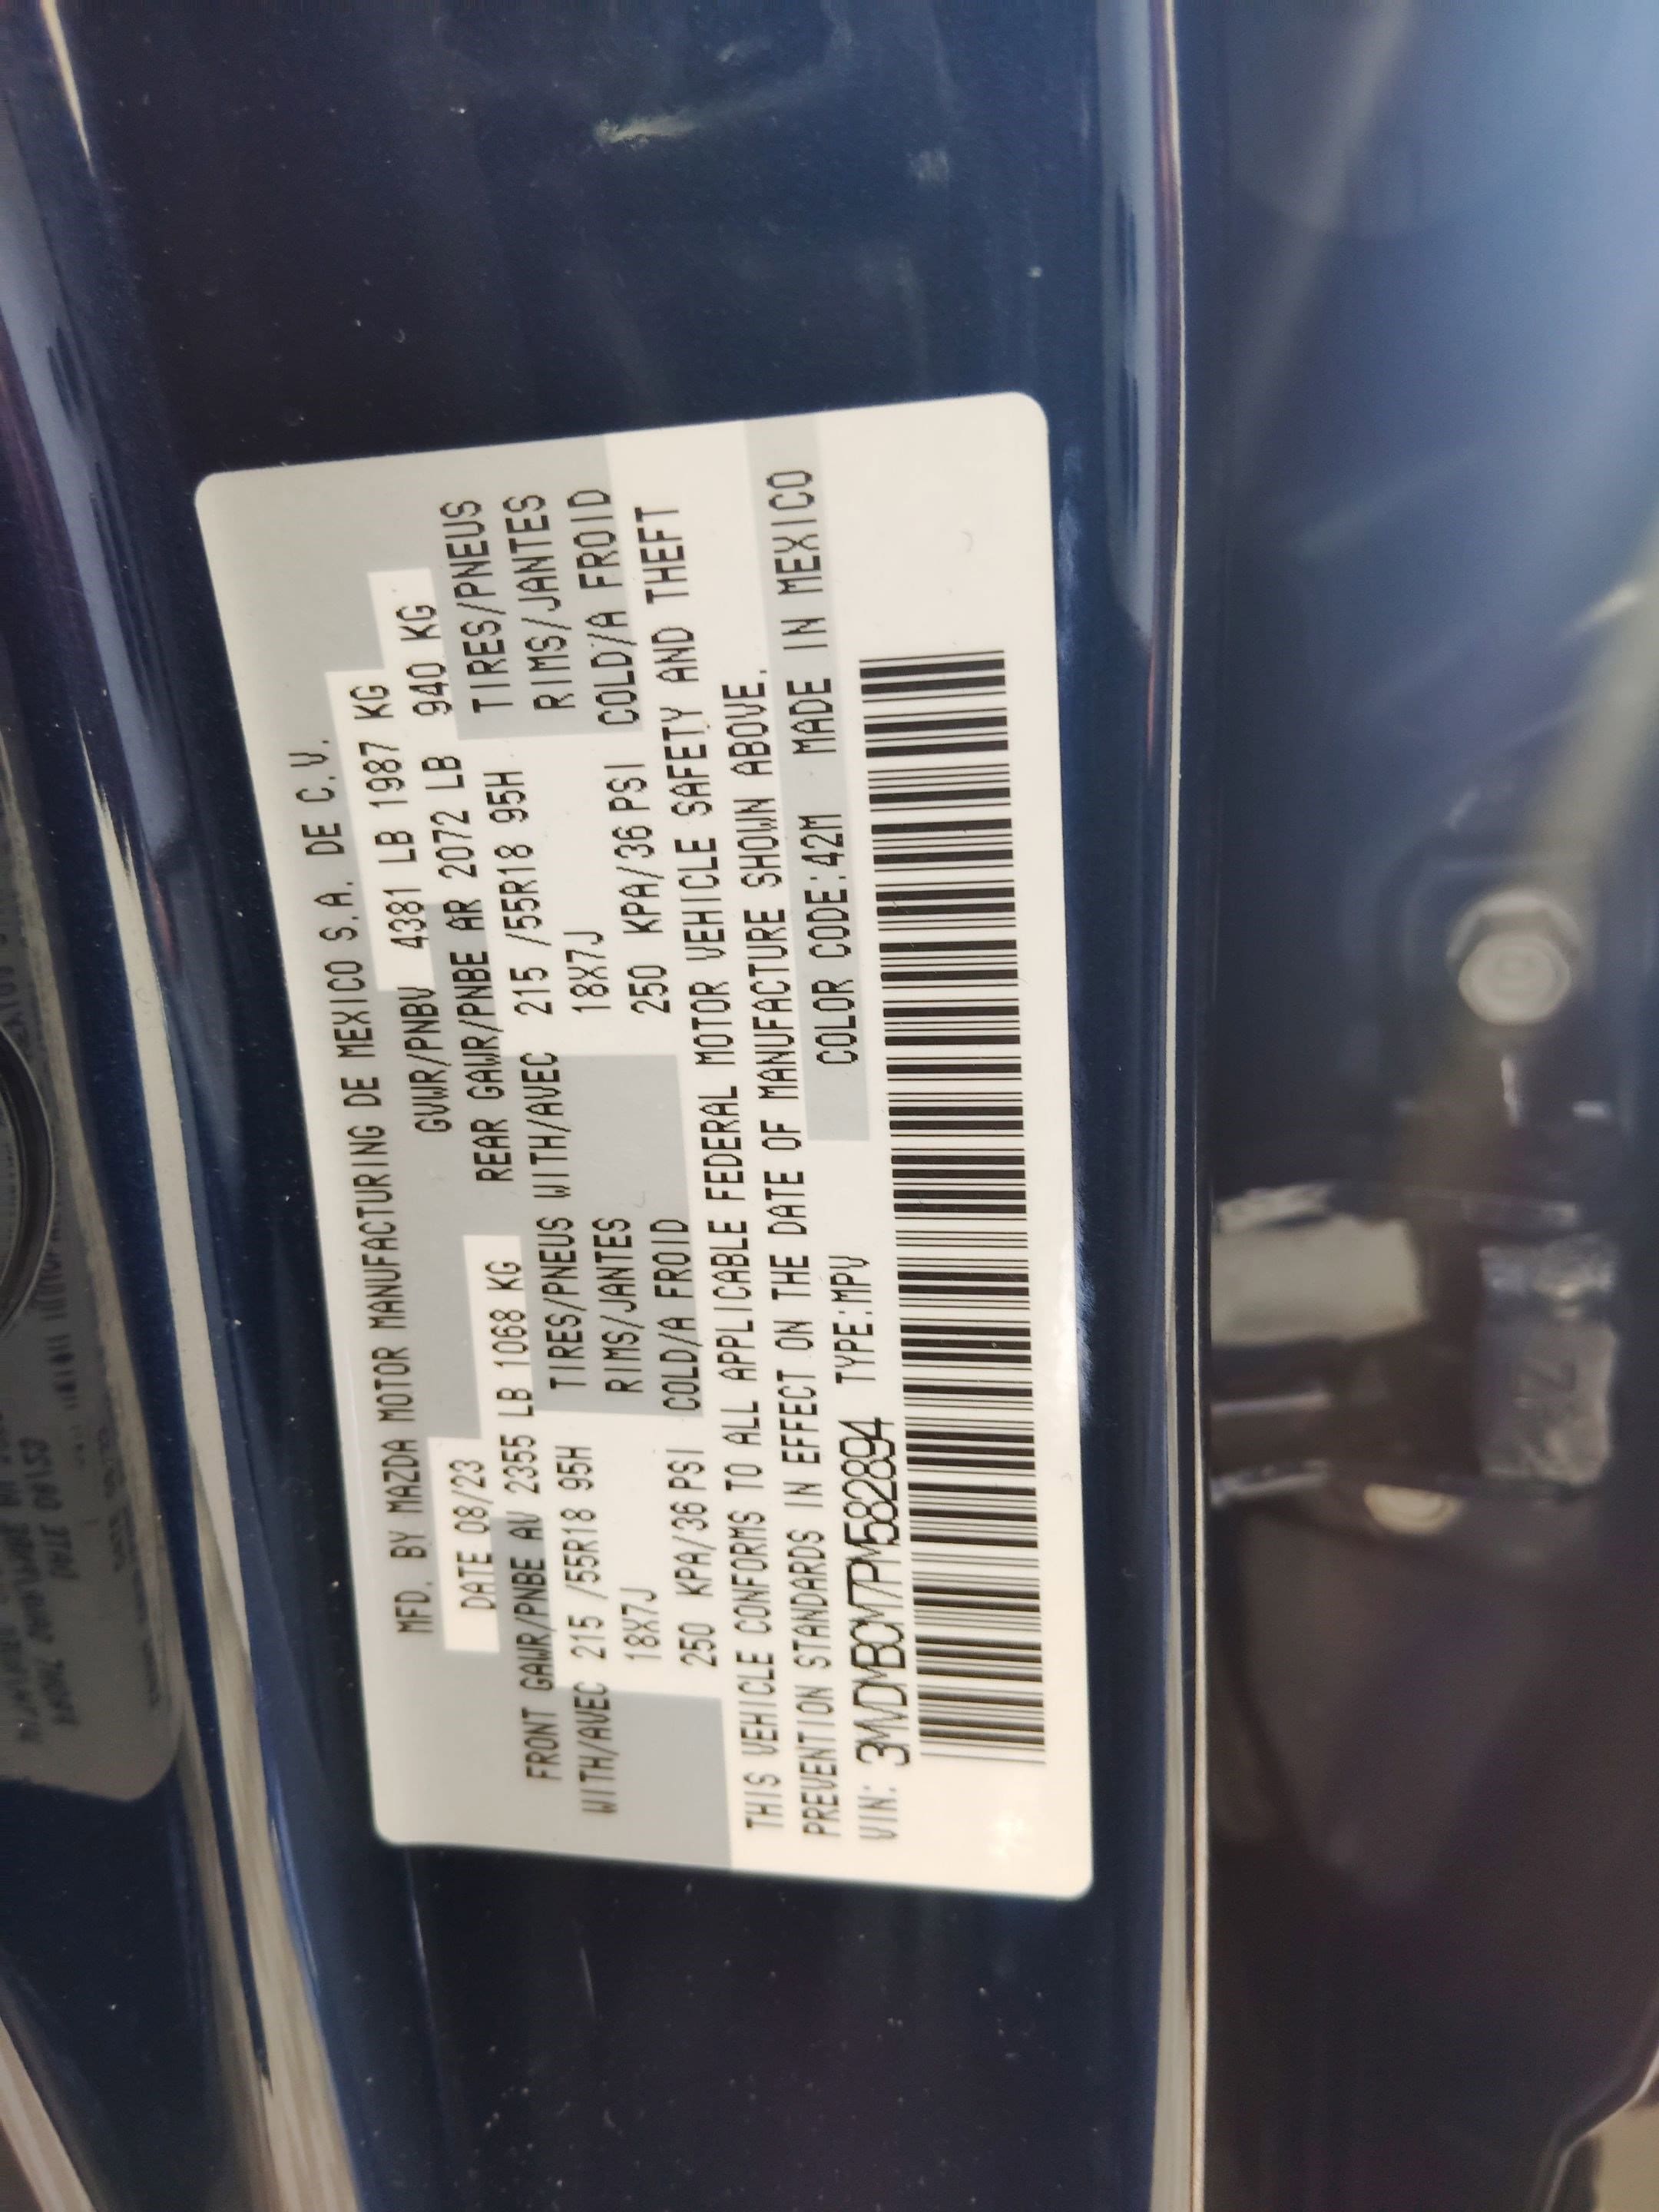 MFD. BY MAZDA MOTOR MANUFACTURING DE MEXICO S.A. DE C.V.
DATE 08/23 GVWR/PNBV 4381 LB 1987 KG
FRONT GAWR/PNBE AV 2355 LB 1068 KG REAR GAWR/PNBE AR 2072 LB 940 KG
WITH/AVEC 215 /55R18 95H TIRES/PNEUS WITH/AVEC 215 /55R18 95H TIRES/PNEUS
18X7J RIMS/JANTES 18X7J RIMS/JANTES
250 KPA/36 PSI COLD/A FROID 250 KPA/36 PSI COLD/A FROID
THIS VEHICLE CONFORMS TO ALL APPLICABLE FEDERAL MOTOR VEHICLE SAFETY AND THEFT
PREVENTION STANDARDS IN EFFECT ON THE DATE OF MANUFACTURE SHOWN ABOVE.
VIN: 3MVDMBCM7PM582894 TYPE:MPV COLOR CODE:42M MADE IN MEXICO